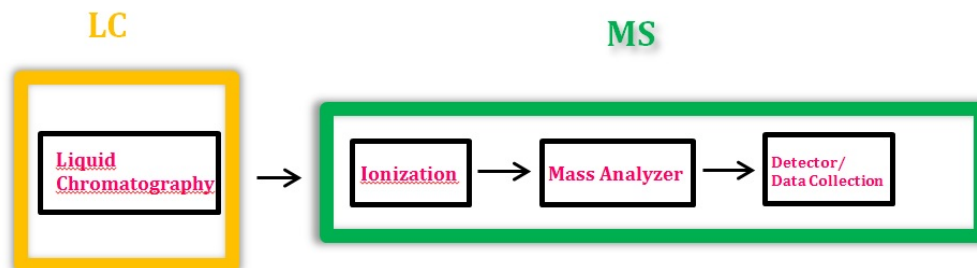 LC
MS
Liquid
Chromatography
Ionization
Mass Analyzer
Detector/
Data Collection